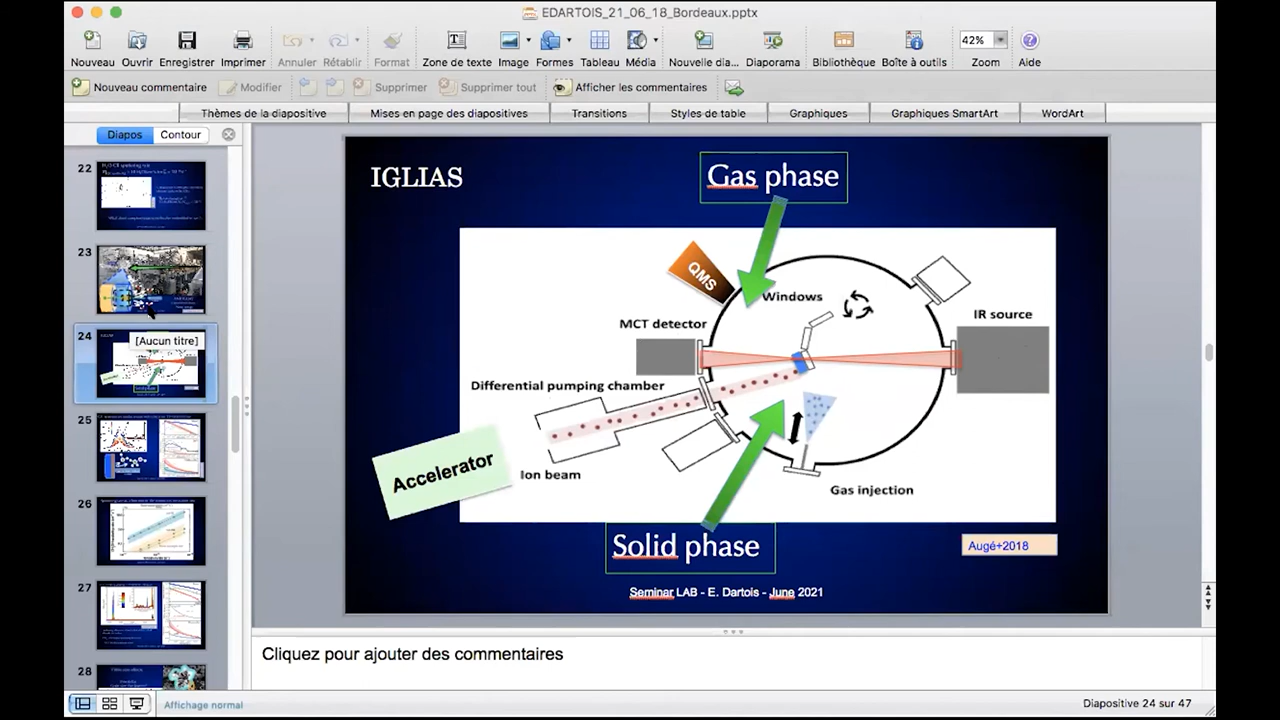 EDARTOIS_21_06_18_Bordeaux.pptx
Nouveau Ouvrir Enregistrer Imprimer Annuler Rétablir Format Zone de texte Image Formes Tableau Média Nouvelle dia... Diaporama Bibliothèque Boîte à outils Zoom Aide
42%
Nouveau commentaire Modifier Supprimer Supprimer tout Afficher les commentaires
Thèmes de la diapositive Mises en page des diapositives Transitions Styles de table Graphiques Graphiques SmartArt WordArt
Diapos Contour
22
23
24
[Aucun titre]
25
26
27
28
IGLIAS
Gas phase
QMS
Windows
MCT detector
IR source
Differential pumping chamber
Accelerator
Ion beam
Gas injection
Solid phase
Augé+2018
Seminar LAB - E. Dartois - June 2021
Cliquez pour ajouter des commentaires
Affichage normal
Diapositive 24 sur 47